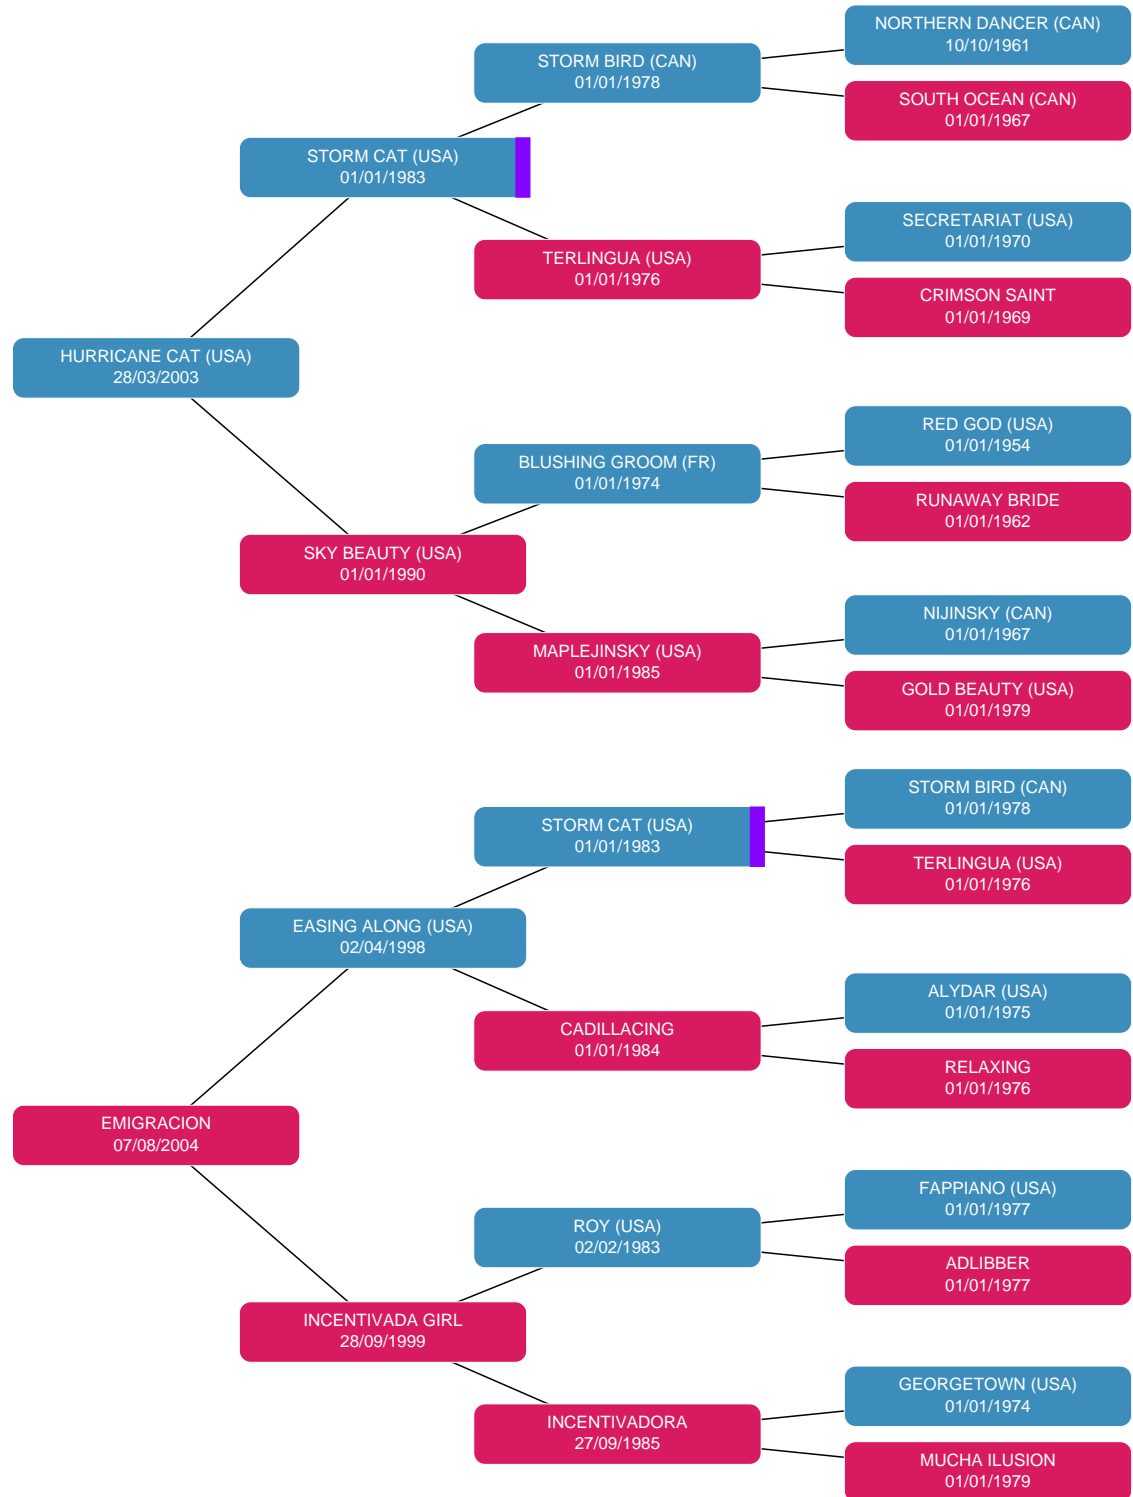 NORTHERN DANCER (CAN)
10/10/1961
STORM BIRD (CAN)
01/01/1978
SOUTH OCEAN (CAN)
01/01/1967
STORM CAT (USA)
01/01/1983
SECRETARIAT (USA)
01/01/1970
TERLINGUA (USA)
01/01/1976
CRIMSON SAINT
01/01/1969
HURRICANE CAT (USA)
28/03/2003
RED GOD (USA)
01/01/1954
BLUSHING GROOM (FR)
01/01/1974
RUNAWAY BRIDE
01/01/1962
SKY BEAUTY (USA)
01/01/1990
NIJINSKY (CAN)
01/01/1967
MAPLEJINSKY (USA)
01/01/1985
GOLD BEAUTY (USA)
01/01/1979
STORM BIRD (CAN)
01/01/1978
STORM CAT (USA)
01/01/1983
TERLINGUA (USA)
01/01/1976
EASING ALONG (USA)
02/04/1998
ALYDAR (USA)
01/01/1975
CADILLACING
01/01/1984
RELAXING
01/01/1976
EMIGRACION
07/08/2004
FAPPIANO (USA)
01/01/1977
ROY (USA)
02/02/1983
ADLIBBER
01/01/1977
INCENTIVADA GIRL
28/09/1999
GEORGETOWN (USA)
01/01/1974
INCENTIVADORA
27/09/1985
MUCHA ILUSION
01/01/1979